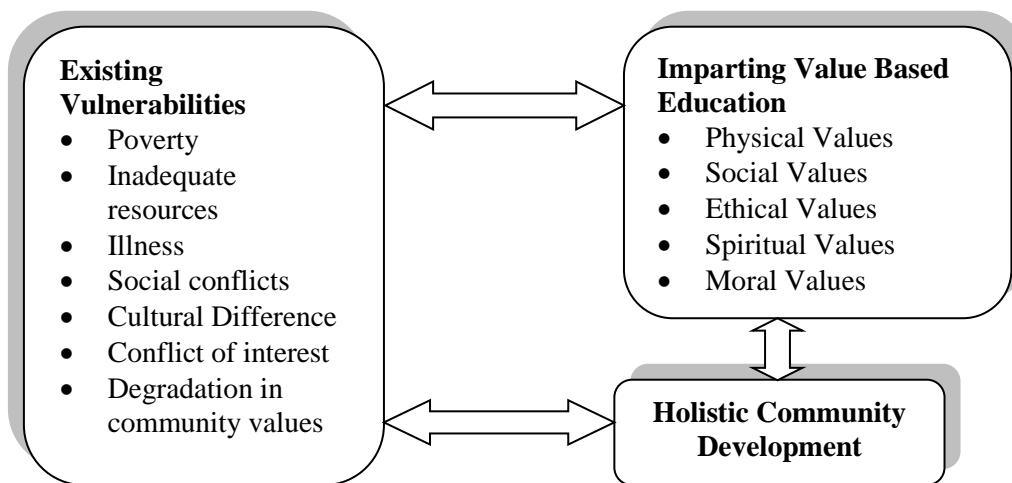 Existing
Vulnerabilities
• Poverty
• Inadequate
resources
• Illness
• Social conflicts
• Cultural Difference
• Conflict of interest
• Degradation in
community values
Imparting Value Based
Education
• Physical Values
• Social Values
• Ethical Values
• Spiritual Values
• Moral Values
Holistic Community
Development